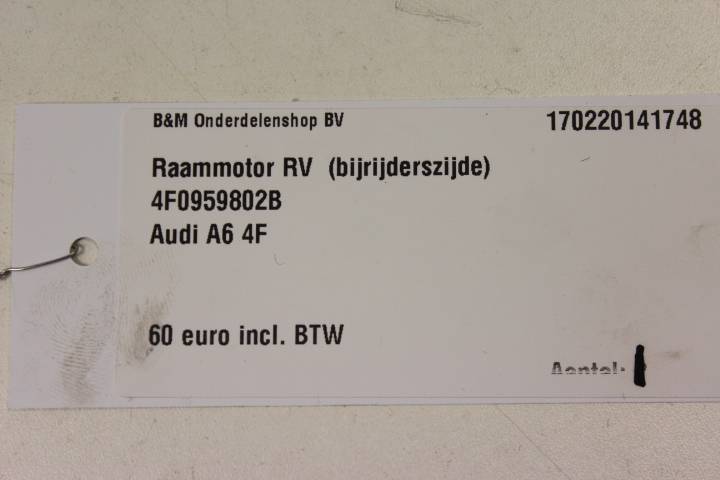 B&M Onderdelenshop BV 170220141748
Raammotor RV (bijrijderszijde)
4F0959802B
Audi A6 4F
60 euro incl. BTW
Aantal: 1